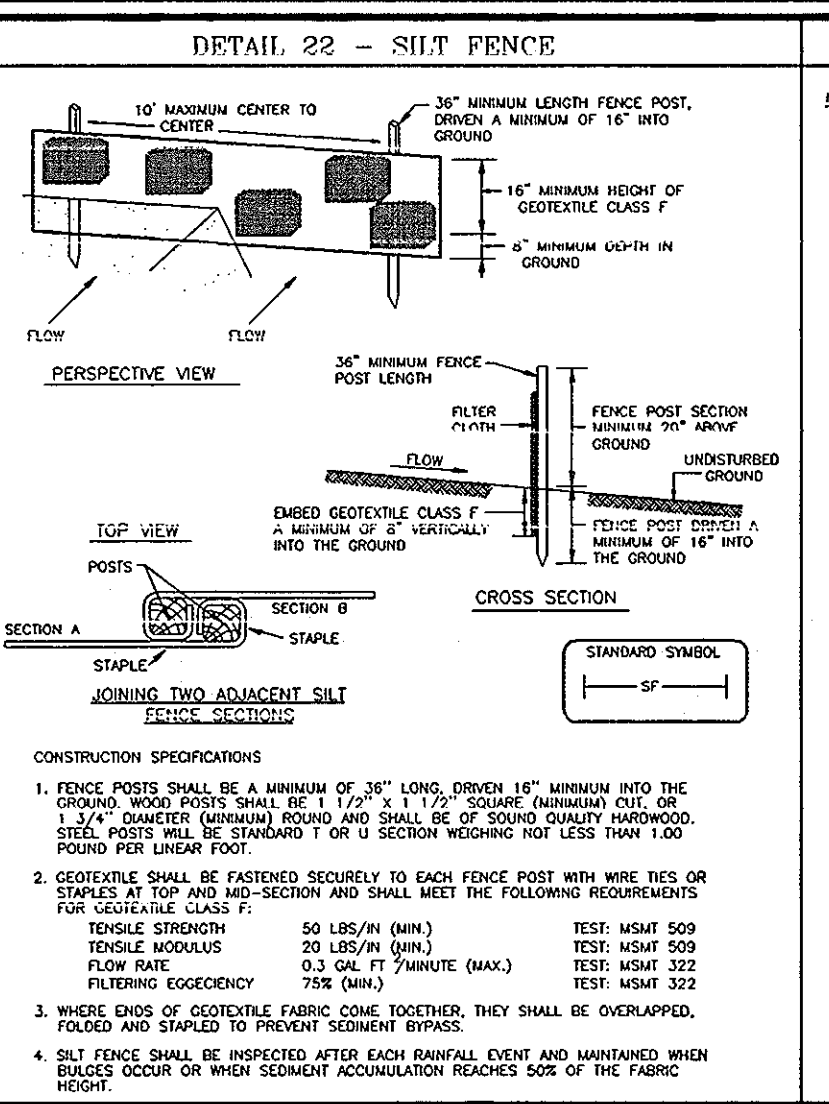 DETAIL 22 - SILT FENCE
10' MAXIMUM CENTER TO
CENTER
36" MINIMUM LENGTH FENCE POST,
DRIVEN A MINIMUM OF 16" INTO
GROUND
16" MINIMUM HEIGHT OF
GEOTEXTILE CLASS F
8" MINIMUM DEPTH IN
GROUND
FLOW
FLOW
PERSPECTIVE VIEW
36" MINIMUM FENCE
POST LENGTH
FILTER
CLOTH
FENCE POST SECTION
MINIMUM 20" ABOVE
GROUND
FLOW
UNDISTURBED
GROUND
EMBED GEOTEXTILE CLASS F
A MINIMUM OF 8" VERTICALLY
INTO THE GROUND
FENCE POST DRIVEN A
MINIMUM OF 16" INTO
THE GROUND
CROSS SECTION
TOP VIEW
POSTS
SECTION B
SECTION A
STAPLE
STAPLE
JOINING TWO ADJACENT SILT
FENCE SECTIONS
STANDARD SYMBOL
SF
CONSTRUCTION SPECIFICATIONS
1. FENCE POSTS SHALL BE A MINIMUM OF 36" LONG, DRIVEN 16" MINIMUM INTO THE
GROUND. WOOD POSTS SHALL BE 1 1/2" X 1 1/2" SQUARE (MINIMUM) CUT, OR
1 3/4" DIAMETER (MINIMUM) ROUND AND SHALL BE OF SOUND QUALITY HARDWOOD.
STEEL POSTS WILL BE STANDARD T OR U SECTION WEIGHING NOT LESS THAN 1.00
POUND PER LINEAR FOOT.
2. GEOTEXTILE SHALL BE FASTENED SECURELY TO EACH FENCE POST WITH WIRE TIES OR
STAPLES AT TOP AND MID-SECTION AND SHALL MEET THE FOLLOWING REQUIREMENTS
FOR GEOTEXTILE CLASS F:
TENSILE STRENGTH 50 LBS/IN (MIN.) TEST: MSMT 509
TENSILE MODULUS 20 LBS/IN (MIN.) TEST: MSMT 509
FLOW RATE 0.3 GAL FT ²/MINUTE (MAX.) TEST: MSMT 322
FILTERING EGGECIENCY 75% (MIN.) TEST: MSMT 322
3. WHERE ENDS OF GEOTEXTILE FABRIC COME TOGETHER, THEY SHALL BE OVERLAPPED,
FOLDED AND STAPLED TO PREVENT SEDIMENT BYPASS.
4. SILT FENCE SHALL BE INSPECTED AFTER EACH RAINFALL EVENT AND MAINTAINED WHEN
BULGES OCCUR OR WHEN SEDIMENT ACCUMULATION REACHES 50% OF THE FABRIC
HEIGHT.